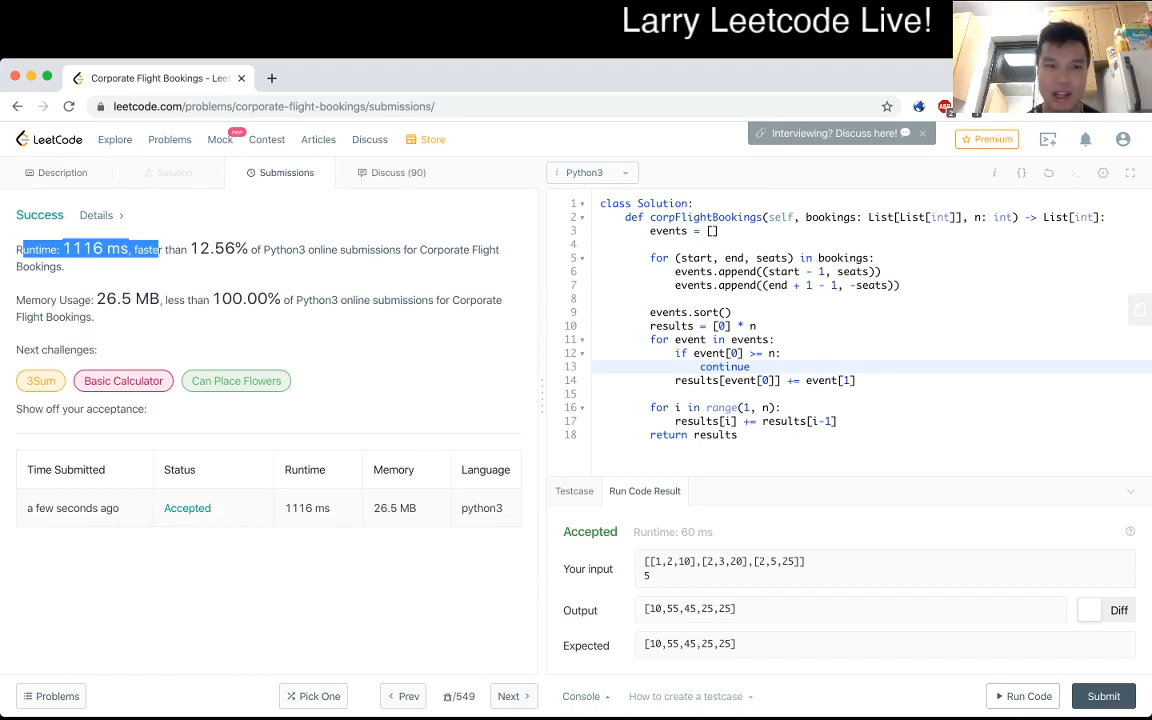 Larry Leetcode Live!
Corporate Flight Bookings - Leet
leetcode.com/problems/corporate-flight-bookings/submissions/
LeetCode
Explore
Problems
Mock
new
Contest
Articles
Discuss
Store
Interviewing? Discuss here!
Premium
Description
Solution
Submissions
Discuss (90)
Python3
Success
Details
Runtime: 1116 ms, faster than 12.56% of Python3 online submissions for Corporate Flight
Bookings.
Memory Usage: 26.5 MB, less than 100.00% of Python3 online submissions for Corporate
Flight Bookings.
Next challenges:
3Sum
Basic Calculator
Can Place Flowers
Show off your acceptance:
Time Submitted
Status
Runtime
Memory
Language
a few seconds ago
Accepted
1116 ms
26.5 MB
python3
1 class Solution:
2 def corpFlightBookings(self, bookings: List[List[int]], n: int) -> List[int]:
3 events = []
4
5 for (start, end, seats) in bookings:
6 events.append((start - 1, seats))
7 events.append((end + 1 - 1, -seats))
8
9 events.sort()
10 results = [0] * n
11 for event in events:
12 if event[0] >= n:
13 continue
14 results[event[0]] += event[1]
15
16 for i in range(1, n):
17 results[i] += results[i-1]
18 return results
Testcase
Run Code Result
Accepted
Runtime: 60 ms
Your input
[[1,2,10],[2,3,20],[2,5,25]]
5
Output
[10,55,45,25,25]
Diff
Expected
[10,55,45,25,25]
Problems
Pick One
Prev
/549
Next
Console
How to create a testcase
Run Code
Submit